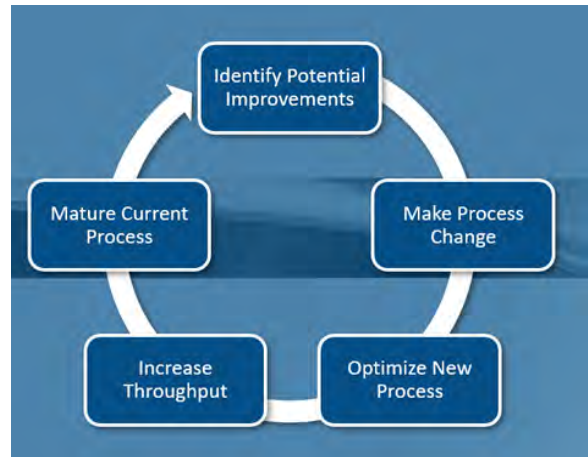 Identify Potential
Improvements
Make Process
Change
Optimize New
Process
Increase
Throughput
Mature Current
Process